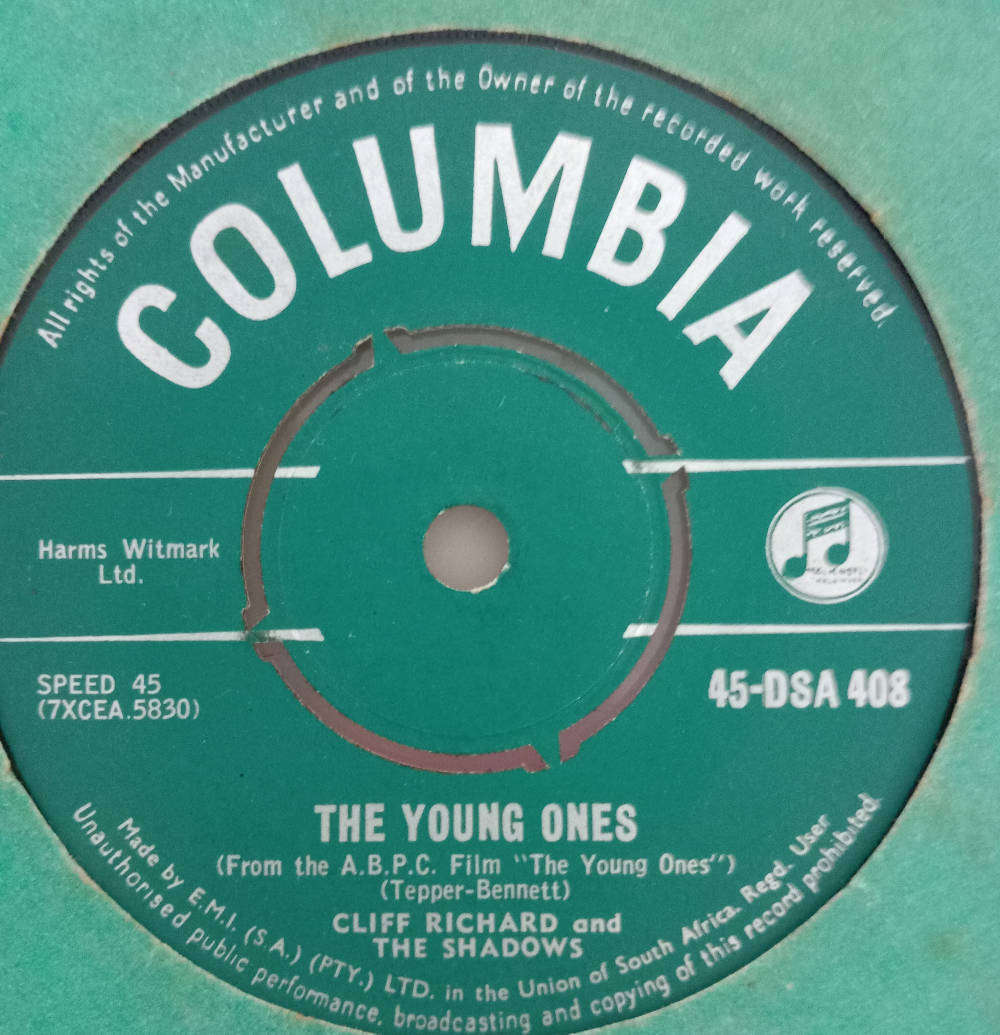 All rights of the Manufacturer and of the Owner of the recorded work reserved.
COLUMBIA
Harms Witmark
Ltd.
SPEED 45
(7XCEA.5830)
45-DSA 408
THE YOUNG ONES
(From the A.B.P.C. Film "The Young Ones")
(Tepper-Bennett)
CLIFF RICHARD and
THE SHADOWS
Made by E.M.I. (S.A.) (PTY.) LTD. in the Union of South Africa. Regd. User
Unauthorised public performance, broadcasting and copying of this record prohibited.